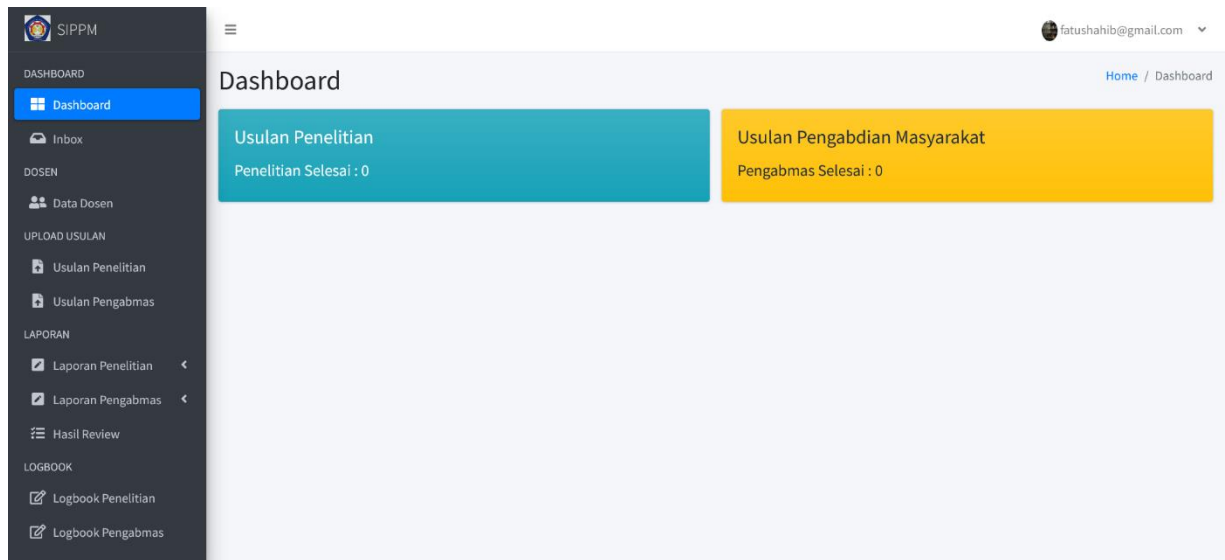 SIPPM
fatushahib@gmail.com
DASHBOARD
Dashboard
Inbox
DOSEN
Data Dosen
UPLOAD USULAN
Usulan Penelitian
Usulan Pengabmas
LAPORAN
Laporan Penelitian
Laporan Pengabmas
Hasil Review
LOGBOOK
Logbook Penelitian
Logbook Pengabmas
Dashboard
Home / Dashboard
Usulan Penelitian
Penelitian Selesai : 0
Usulan Pengabdian Masyarakat
Pengabmas Selesai : 0